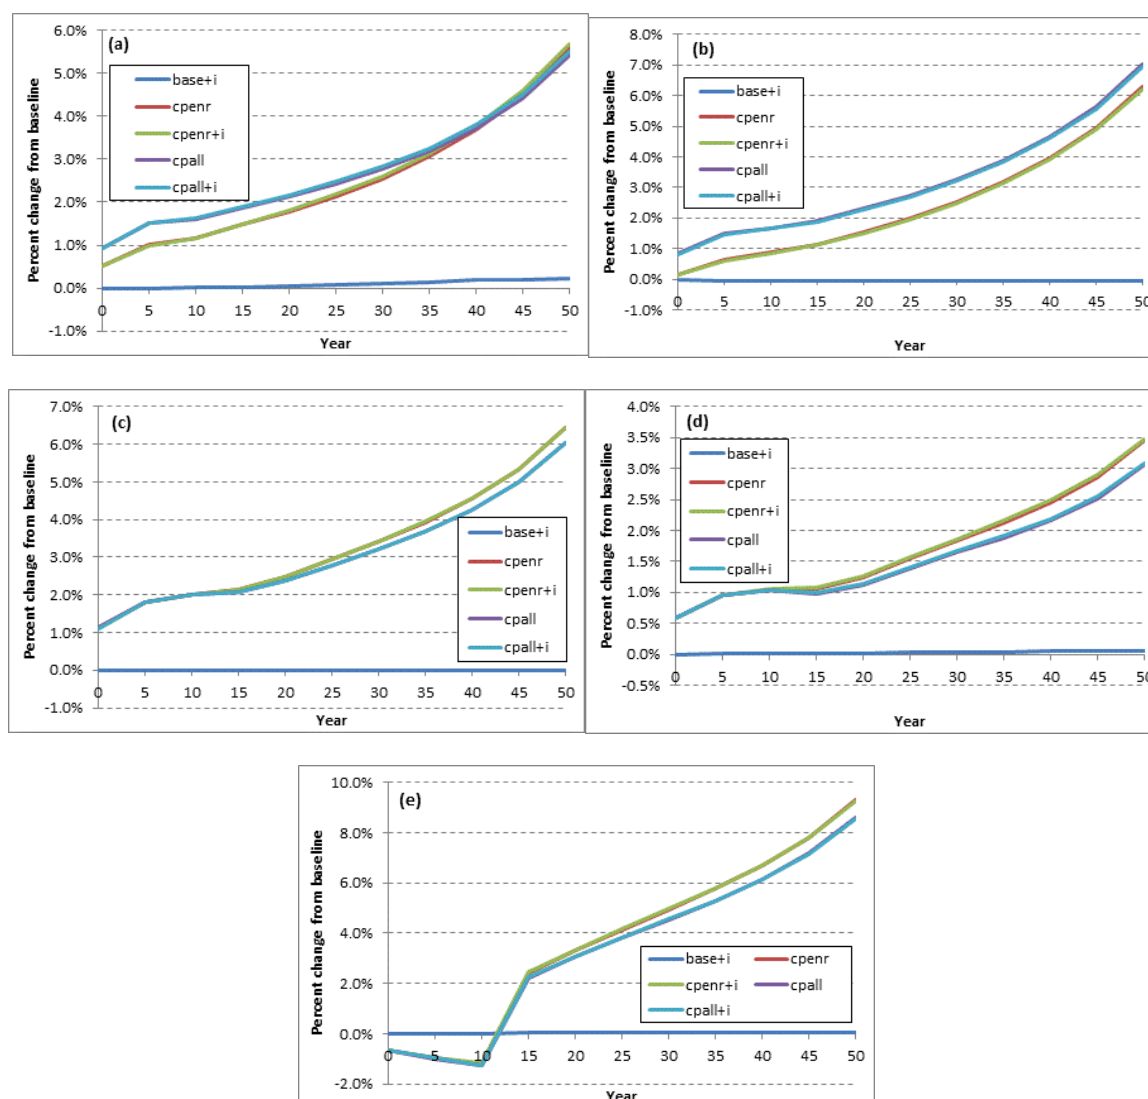 (a)
Percent change from baseline
6.0%
5.0%
4.0%
3.0%
2.0%
1.0%
0.0%
-1.0%
base+i
cpenr
cpenr+i
cpall
cpall+i
0 5 10 15 20 25 30 35 40 45 50
Year
(b)
Percent change from baseline
8.0%
7.0%
6.0%
5.0%
4.0%
3.0%
2.0%
1.0%
0.0%
-1.0%
base+i
cpenr
cpenr+i
cpall
cpall+i
0 5 10 15 20 25 30 35 40 45 50
Year
(c)
Percent change from baseline
7.0%
6.0%
5.0%
4.0%
3.0%
2.0%
1.0%
0.0%
-1.0%
base+i
cpenr
cpenr+i
cpall
cpall+i
0 5 10 15 20 25 30 35 40 45 50
Year
(d)
Percent change from baseline
4.0%
3.5%
3.0%
2.5%
2.0%
1.5%
1.0%
0.5%
0.0%
-0.5%
base+i
cpenr
cpenr+i
cpall
cpall+i
0 5 10 15 20 25 30 35 40 45 50
Year
(e)
Percent change from baseline
10.0%
8.0%
6.0%
4.0%
2.0%
0.0%
-2.0%
base+i cpenr
cpenr+i cpall
cpall+i
0 5 10 15 20 25 30 35 40 45 50
Year